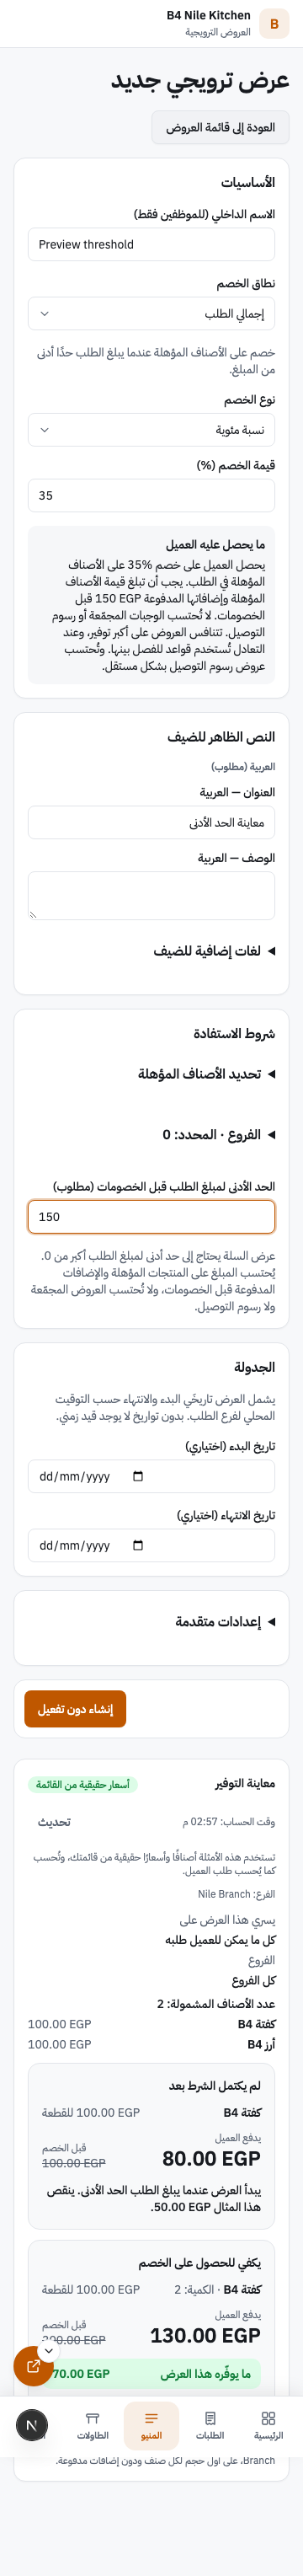 B
B4 Nile Kitchen
العروض الترويجية
عرض ترويجي جديد
العودة إلى قائمة العروض
الأساسيات
الاسم الداخلي (للموظفين فقط)
Preview threshold
نطاق الخصم
إجمالي الطلب
خصم على الأصناف المؤهلة عندما يبلغ الطلب حدًا أدنى
من المبلغ.
نوع الخصم
نسبة مئوية
قيمة الخصم (%)
35
ما يحصل عليه العميل
يحصل العميل على خصم 35% على الأصناف
المؤهلة في الطلب. يجب أن تبلغ قيمة الأصناف
المؤهلة وإضافاتها المدفوعة 150 EGP قبل
الخصومات. لا تُحتسب الوجبات المجمّعة أو رسوم
التوصيل. تتنافس العروض على أكبر توفير، وعند
التعادل تُستخدم قواعد للفصل بينها. وتُحتسب
عروض رسوم التوصيل بشكل مستقل.
النص الظاهر للضيف
العربية (مطلوب)
العنوان — العربية
معاينة الحد الأدنى
الوصف — العربية
لغات إضافية للضيف
شروط الاستفادة
تحديد الأصناف المؤهلة
الفروع · المحدد: 0
الحد الأدنى لمبلغ الطلب قبل الخصومات (مطلوب)
150
عرض السلة يحتاج إلى حد أدنى لمبلغ الطلب أكبر من 0.
يُحتسب المبلغ على المنتجات المؤهلة والإضافات
المدفوعة قبل الخصومات، ولا تُحتسب العروض المجمّعة
ولا رسوم التوصيل.
الجدولة
يشمل العرض تاريخَي البدء والانتهاء حسب التوقيت
المحلي لفرع الطلب. بدون تواريخ لا يوجد قيد زمني.
تاريخ البدء (اختياري)
dd/mm/yyyy
تاريخ الانتهاء (اختياري)
dd/mm/yyyy
إعدادات متقدمة
إنشاء دون تفعيل
معاينة التوفير
أسعار حقيقية من القائمة
وقت الحساب: 02:57 م
تحديث
تستخدم هذه الأمثلة أصنافًا وأسعارًا حقيقية من قائمتك، وتُحسب
كما يُحسب طلب العميل.
الفرع: Nile Branch
يسري هذا العرض على
كل ما يمكن للعميل طلبه
الفروع
كل الفروع
عدد الأصناف المشمولة: 2
كفتة B4 100.00 EGP
أرز B4 100.00 EGP
لم يكتمل الشرط بعد
كفتة B4 100.00 EGP للقطعة
يدفع العميل
80.00 EGP
قبل الخصم
100.00 EGP
يبدأ العرض عندما يبلغ الطلب الحد الأدنى. ينقص
هذا المثال 50.00 EGP.
يكفي للحصول على الخصم
كفتة B4 · الكمية: 2 100.00 EGP للقطعة
يدفع العميل
130.00 EGP
قبل الخصم
ما يوفّره هذا العرض
70.00 EGP
الرئيسية
الطلبات
المنيو
الطاولات
N
Branch، على أول حجم لكل صنف وبدون إضافات مدفوعة.